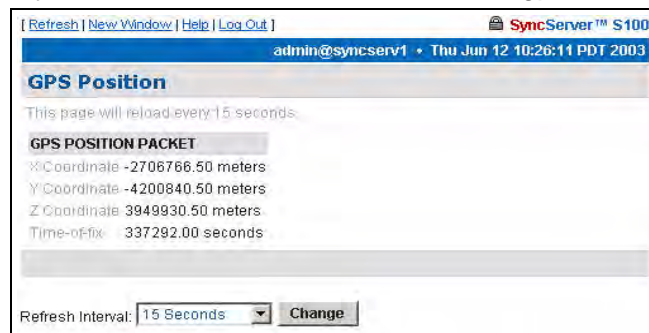 [ Refresh | New Window | Help | Log Out ] SyncServer™ S100
admin@syncserv1 • Thu Jun 12 10:26:11 PDT 2003
GPS Position
This page will reload every 15 seconds.
GPS POSITION PACKET
X Coordinate -2706766.50 meters
Y Coordinate -4200840.50 meters
Z Coordinate 3949930.50 meters
Time-of-fix 337292.00 seconds
Refresh Interval: 15 Seconds Change